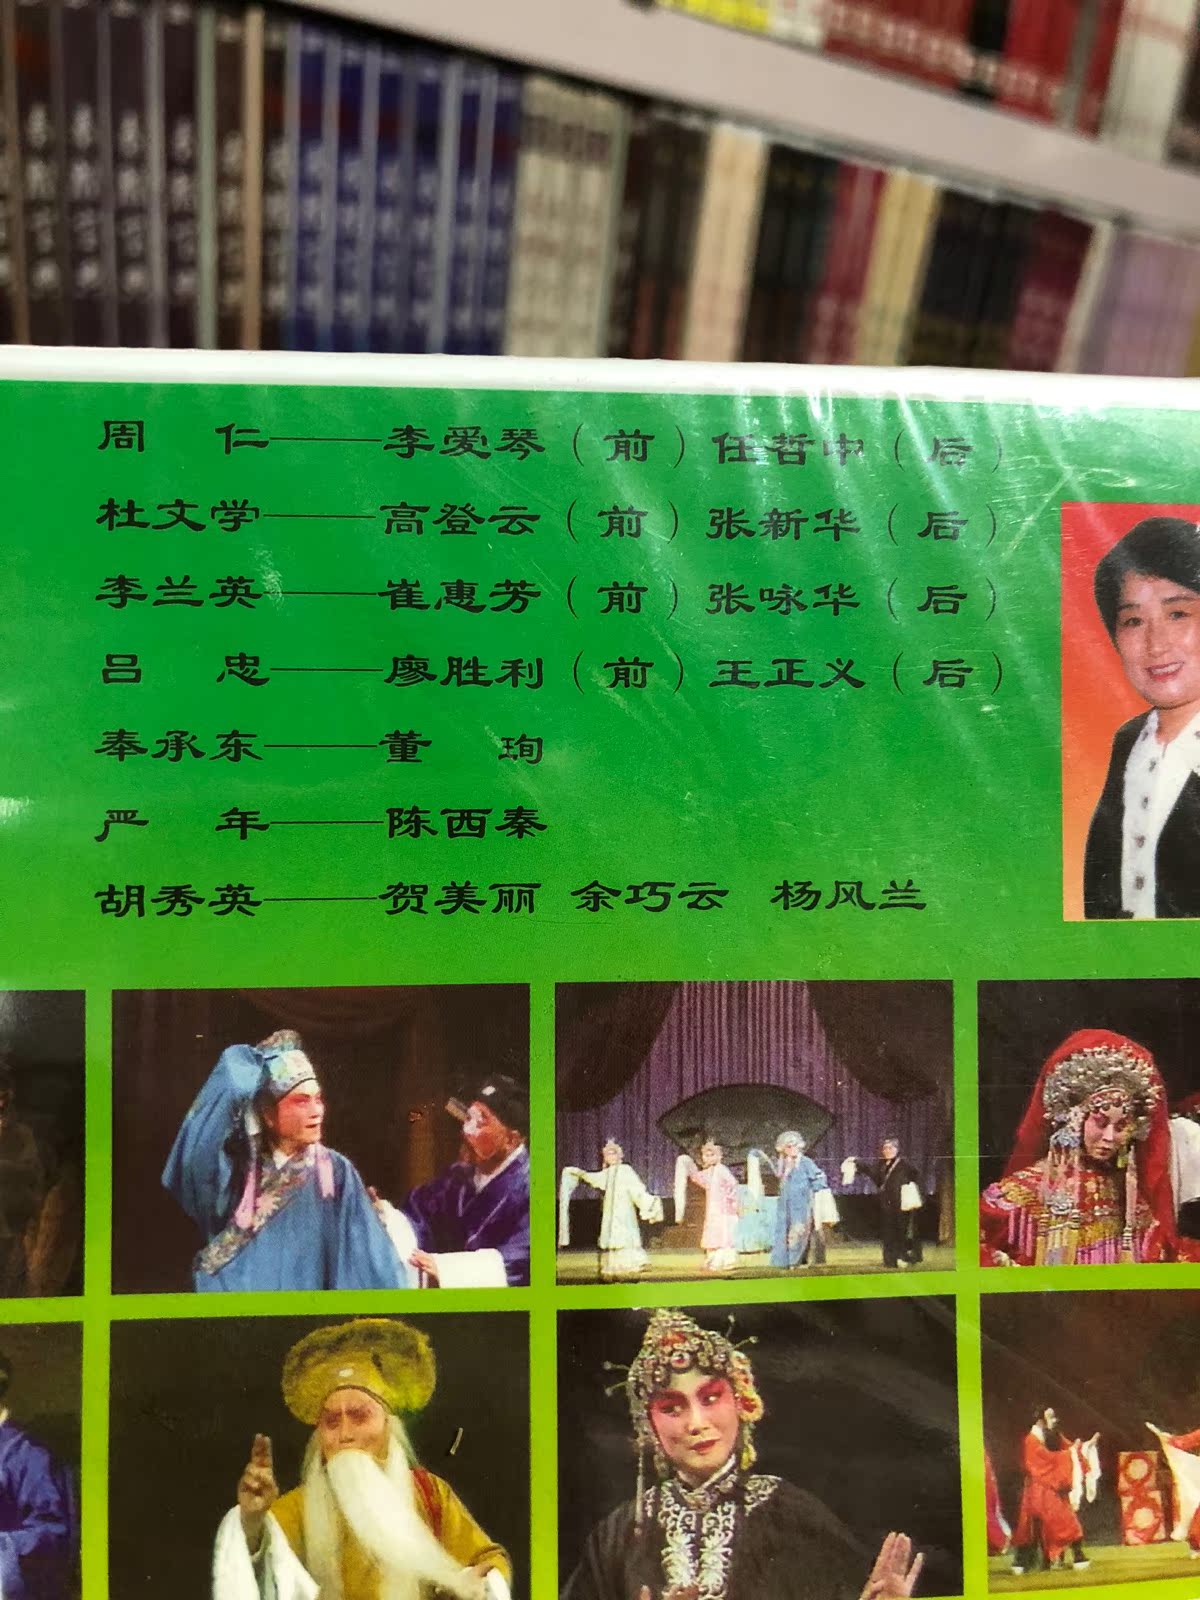 周　仁——李爱琴（前）任哲中（后）
杜文学——高登云（前）张新华（后）
李兰英——崔惠芳（前）张咏华（后）
吕　忠——廖胜利（前）王正义（后）
奉承东——董　珣
严　年——陈西秦
胡秀英——贺美丽 余巧云 杨风兰